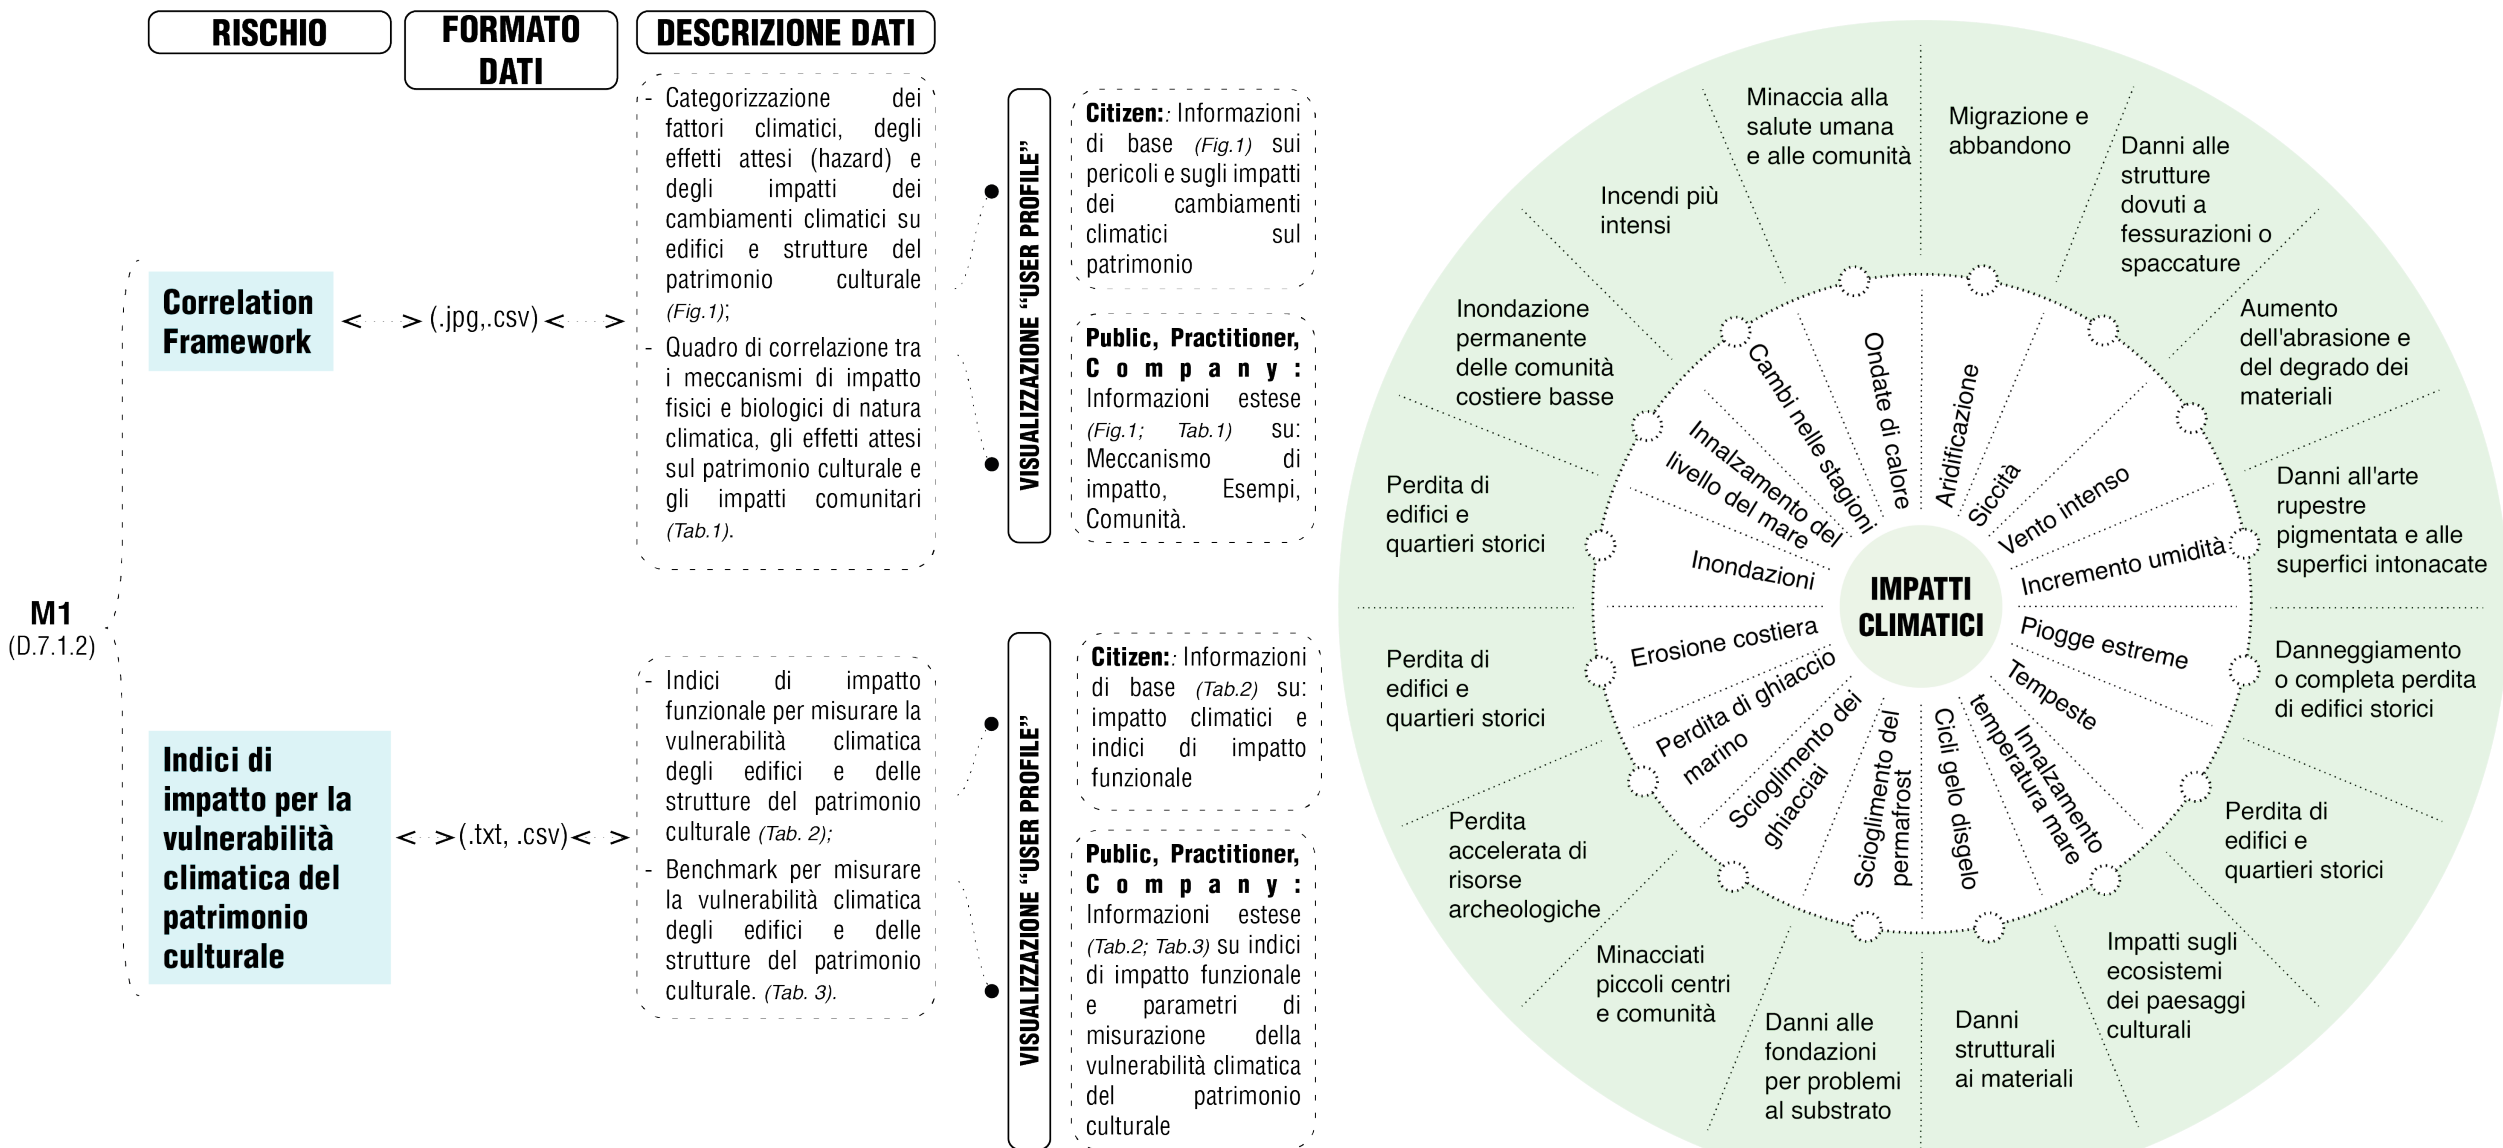 RISCHIO
FORMATO
DATI
DESCRIZIONE DATI
M1
(D.7.1.2)
Correlation
Framework
(.jpg,.csv)
- Categorizzazione dei
fattori climatici, degli
effetti attesi (hazard) e
degli impatti dei
cambiamenti climatici su
edifici e strutture del
patrimonio culturale
(Fig.1);
- Quadro di correlazione tra
i meccanismi di impatto
fisici e biologici di natura
climatica, gli effetti attesi
sul patrimonio culturale e
gli impatti comunitari
(Tab.1).
VISUALIZZAZIONE “USER PROFILE”
Citizen:: Informazioni
di base (Fig.1) sui
pericoli e sugli impatti
dei cambiamenti
climatici sul
patrimonio
Public, Practitioner,
Company:
Informazioni estese
(Fig.1; Tab.1) su:
Meccanismo di
impatto, Esempi,
Comunità.
Indici di
impatto per la
vulnerabilità
climatica del
patrimonio
culturale
(.txt, .csv)
- Indici di impatto
funzionale per misurare la
vulnerabilità climatica
degli edifici e delle
strutture del patrimonio
culturale (Tab. 2);
- Benchmark per misurare
la vulnerabilità climatica
degli edifici e delle
strutture del patrimonio
culturale. (Tab. 3).
VISUALIZZAZIONE “USER PROFILE”
Citizen:: Informazioni
di base (Tab.2) su:
impatto climatici e
indici di impatto
funzionale
Public, Practitioner,
Company:
Informazioni estese
(Tab.2; Tab.3) su indici
di impatto funzionale
e parametri di
misurazione della
vulnerabilità climatica
del patrimonio
culturale
IMPATTI
CLIMATICI
Ondate di calore
Aridificazione
Siccità
Vento intenso
Incremento umidità
Piogge estreme
Tempeste
Innalzamento
temperatura mare
Cicli gelo disgelo
Scioglimento del
permafrost
Scioglimento dei
ghiacciai
Perdita di ghiaccio
marino
Erosione costiera
Inondazioni
Innalzamento del
livello del mare
Cambi nelle stagioni
Minaccia alla
salute umana
e alle comunità
Migrazione e
abbandono
Danni alle
strutture
dovuti a
fessurazioni o
spaccature
Aumento
dell'abrasione e
del degrado dei
materiali
Danni all'arte
rupestre
pigmentata e alle
superfici intonacate
Danneggiamento
o completa perdita
di edifici storici
Perdita di
edifici e
quartieri storici
Impatti sugli
ecosistemi
dei paesaggi
culturali
Danni
strutturali
ai materiali
Danni alle
fondazioni
per problemi
al substrato
Minacciati
piccoli centri
e comunità
Perdita
accelerata di
risorse
archeologiche
Perdita di
edifici e
quartieri storici
Perdita di
edifici e
quartieri storici
Inondazione
permanente
delle comunità
costiere basse
Incendi più
intensi